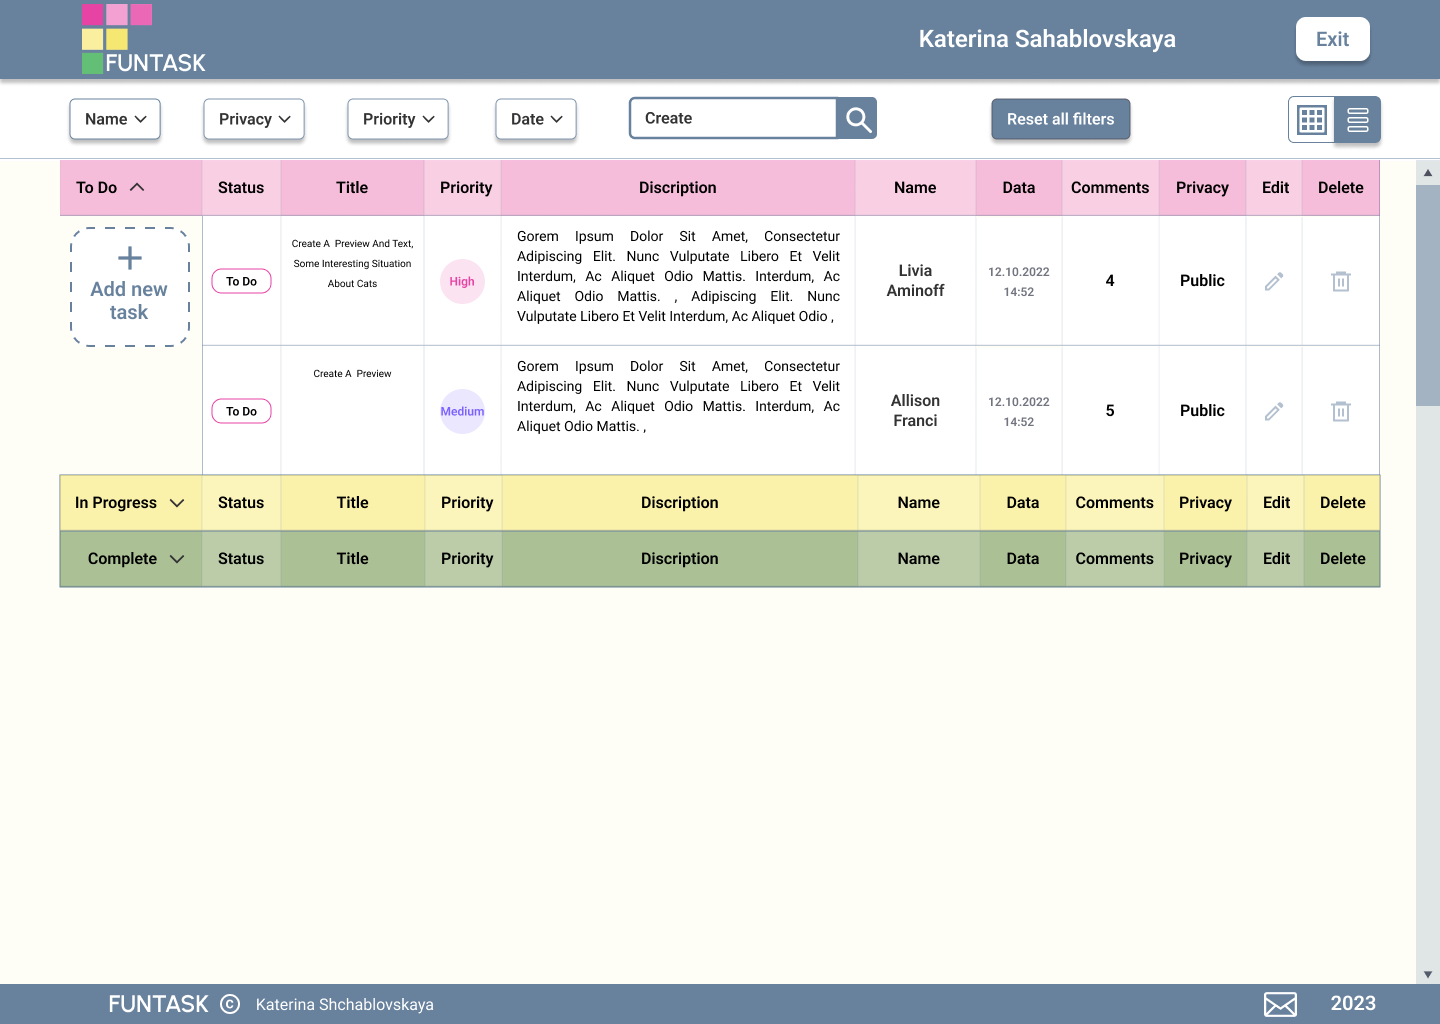 FUNTASK
Katerina Sahablovskaya
Exit
Name
Privacy
Priority
Date
Create
Reset all filters
To Do
Status
Title
Priority
Discription
Name
Data
Comments
Privacy
Edit
Delete
Add new
task
To Do
Create A Preview And Text,
Some Interesting Situation
About Cats
High
Gorem Ipsum Dolor Sit Amet, Consectetur
Adipiscing Elit. Nunc Vulputate Libero Et Velit
Interdum, Ac Aliquet Odio Mattis. Interdum, Ac
Aliquet Odio Mattis. , Adipiscing Elit. Nunc
Vulputate Libero Et Velit Interdum, Ac Aliquet Odio ,
Livia
Aminoff
12.10.2022
14:52
4
Public
To Do
Create A Preview
Medium
Gorem Ipsum Dolor Sit Amet, Consectetur
Adipiscing Elit. Nunc Vulputate Libero Et Velit
Interdum, Ac Aliquet Odio Mattis. Interdum, Ac
Aliquet Odio Mattis. ,
Allison
Franci
12.10.2022
14:52
5
Public
In Progress
Status
Title
Priority
Discription
Name
Data
Comments
Privacy
Edit
Delete
Complete
Status
Title
Priority
Discription
Name
Data
Comments
Privacy
Edit
Delete
FUNTASK © Katerina Shchablovskaya
2023